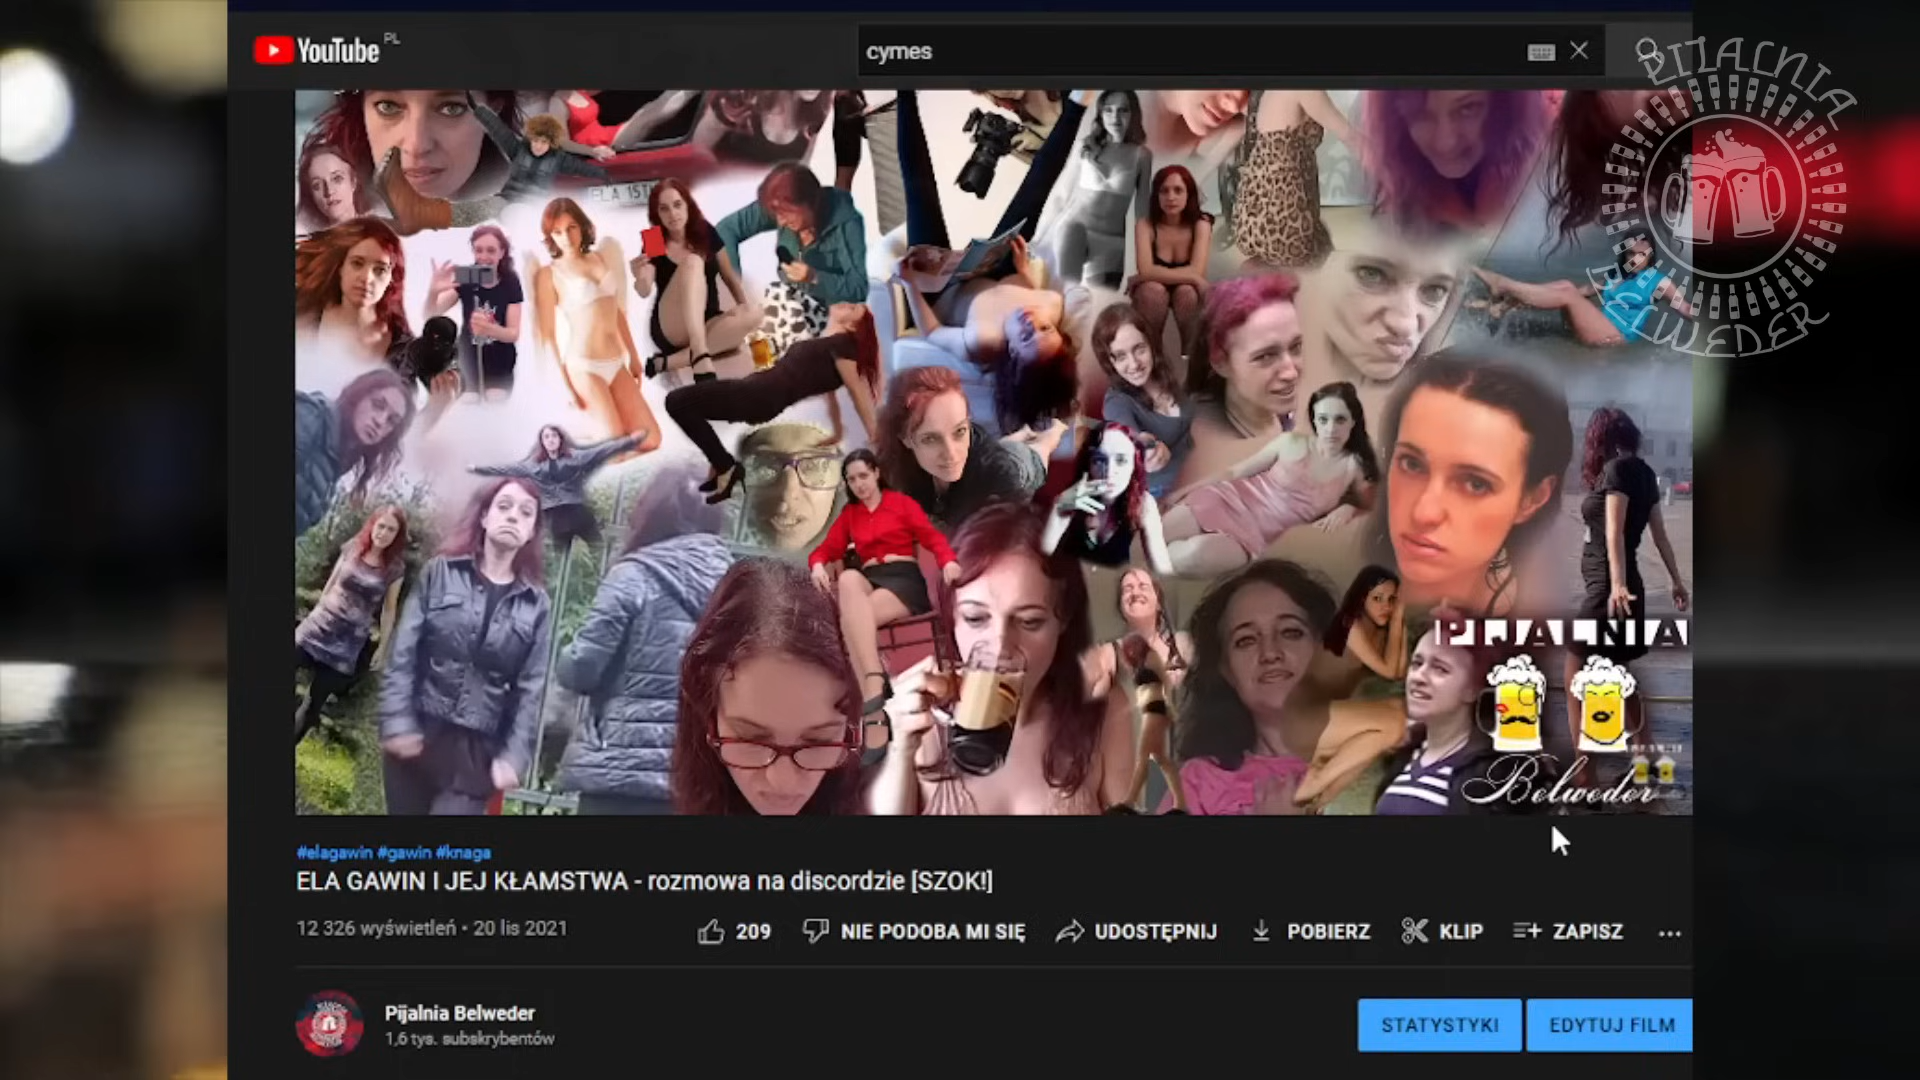 YouTube PL
cymes
PIJALNIA
BELWEDER
ELA
PIJALNIA
Belweder
#elagawin #gawin #knaga
ELA GAWIN I JEJ KŁAMSTWA - rozmowa na discordzie [SZOK!]
12 326 wyświetleń • 20 lis 2021
209
NIE PODOBA MI SIĘ
UDOSTĘPNIJ
POBIERZ
KLIP
ZAPISZ
Pijalnia Belweder
1,6 tys. subskrybentów
STATYSTYKI
EDYTUJ FILM